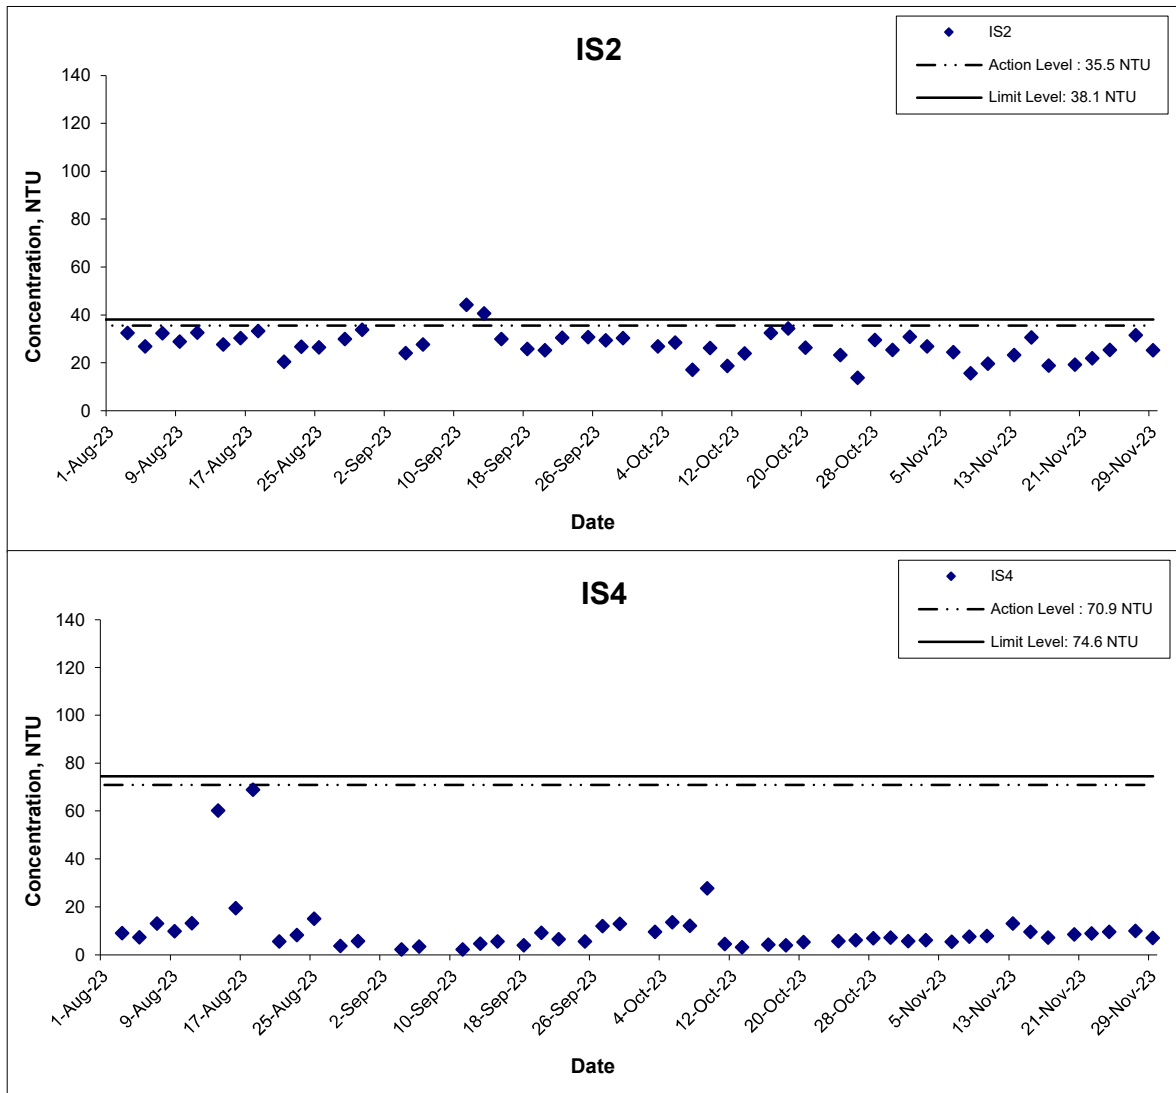 IS2
IS2
Action Level : 35.5 NTU
Limit Level: 38.1 NTU
Concentration, NTU
140
120
100
80
60
40
20
0
1-Aug-23
9-Aug-23
17-Aug-23
25-Aug-23
2-Sep-23
10-Sep-23
18-Sep-23
26-Sep-23
4-Oct-23
12-Oct-23
20-Oct-23
28-Oct-23
5-Nov-23
13-Nov-23
21-Nov-23
29-Nov-23
Date
IS4
IS4
Action Level : 70.9 NTU
Limit Level: 74.6 NTU
Concentration, NTU
140
120
100
80
60
40
20
0
1-Aug-23
9-Aug-23
17-Aug-23
25-Aug-23
2-Sep-23
10-Sep-23
18-Sep-23
26-Sep-23
4-Oct-23
12-Oct-23
20-Oct-23
28-Oct-23
5-Nov-23
13-Nov-23
21-Nov-23
29-Nov-23
Date